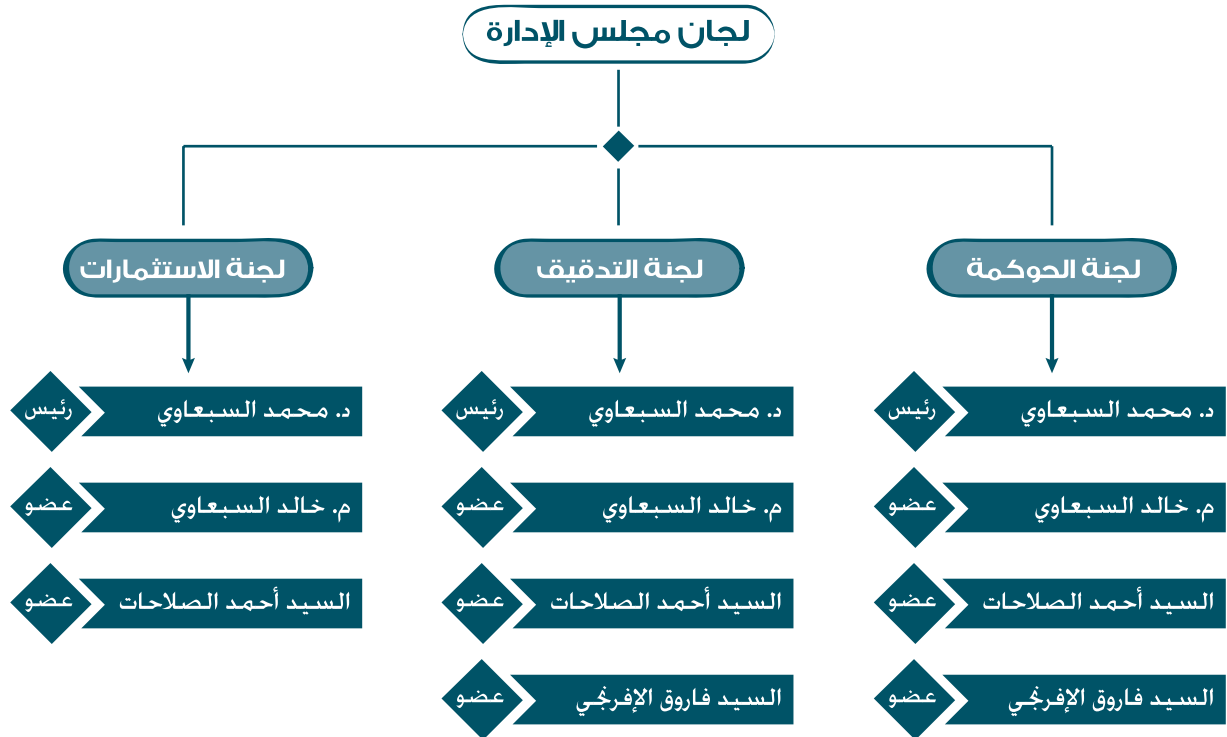 لجان مجلس الإدارة
لجنة الحوكمة
د. محمد السبعاوي
رئيس
م. خالد السبعاوي
عضو
السيد أحمد الصلاحات
عضو
السيد فاروق الإفرنجي
عضو
لجنة التدقيق
د. محمد السبعاوي
رئيس
م. خالد السبعاوي
عضو
السيد أحمد الصلاحات
عضو
السيد فاروق الإفرنجي
عضو
لجنة الاستثمارات
د. محمد السبعاوي
رئيس
م. خالد السبعاوي
عضو
السيد أحمد الصلاحات
عضو